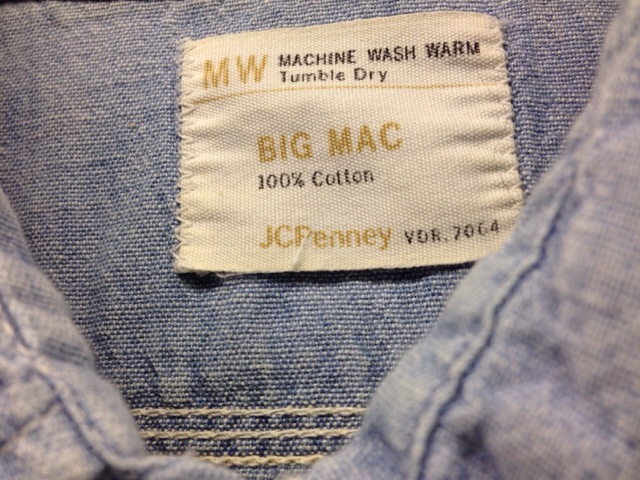 MW MACHINE WASH WARM
Tumble Dry
BIG MAC
100% Cotton
JCPenney VDR. 7064